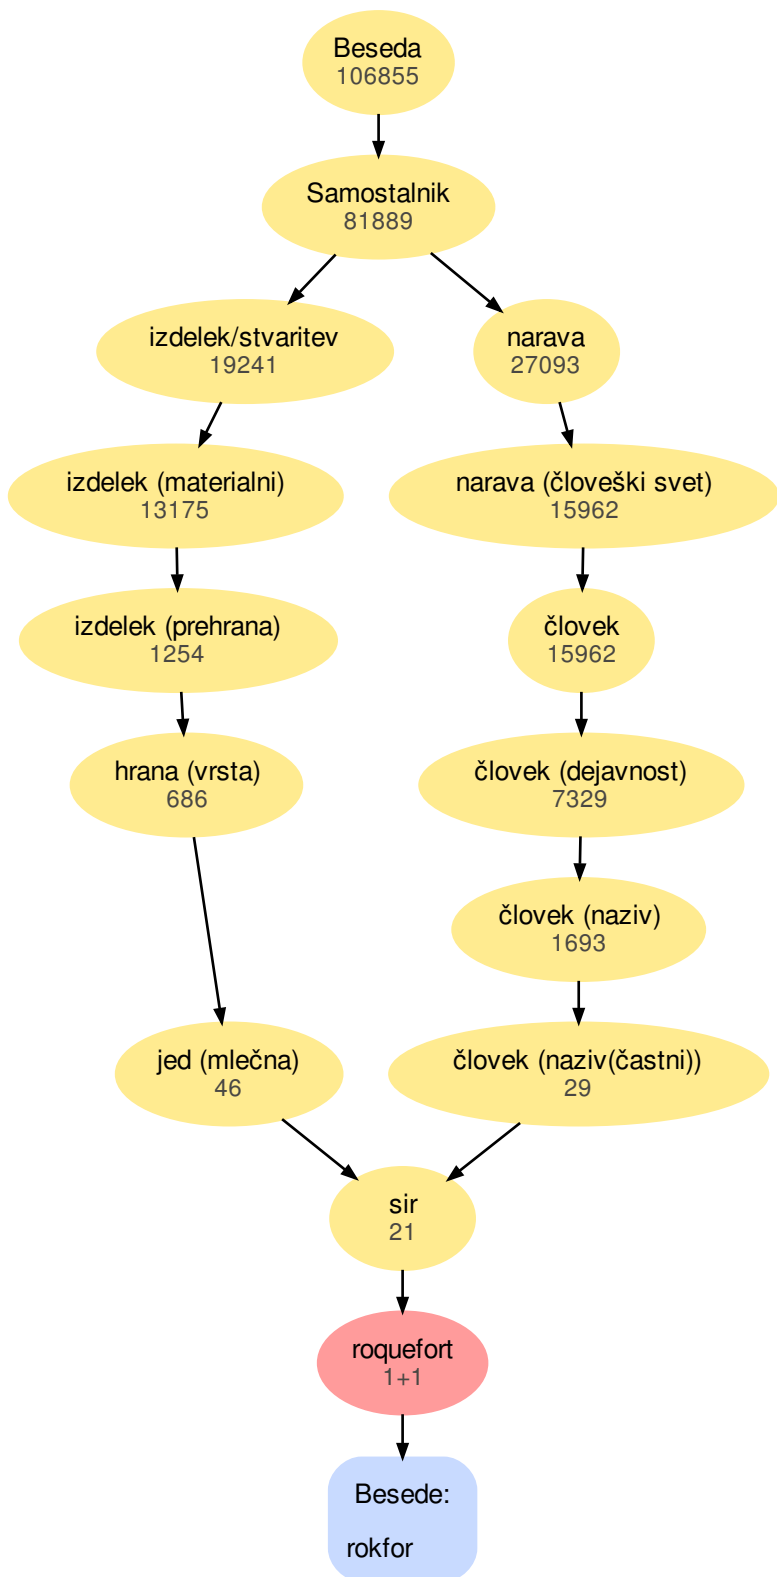 Beseda
106855
Samostalnik
81889
izdelek/stvaritev
19241
narava
27093
izdelek (materialni)
13175
narava (človeški svet)
15962
izdelek (prehrana)
1254
človek
15962
hrana (vrsta)
686
človek (dejavnost)
7329
človek (naziv)
1693
jed (mlečna)
46
človek (naziv(častni))
29
sir
21
roquefort
1+1
Besede:
rokfor